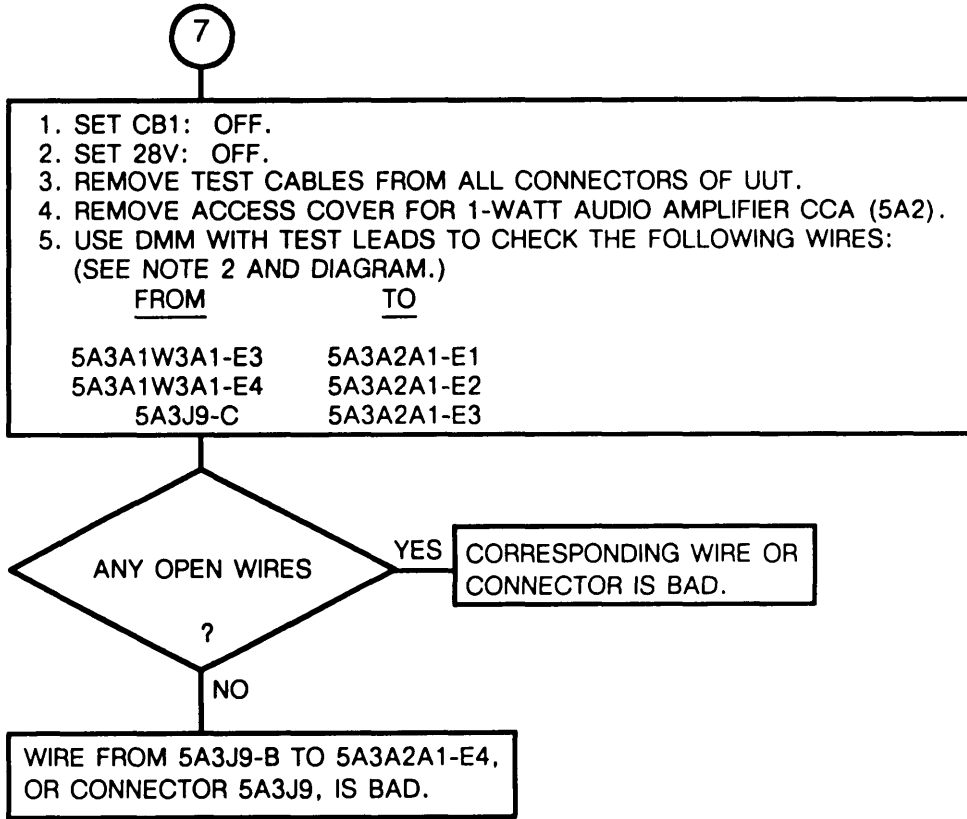 7
1. SET CB1: OFF.
2. SET 28V: OFF.
3. REMOVE TEST CABLES FROM ALL CONNECTORS OF UUT.
4. REMOVE ACCESS COVER FOR 1-WATT AUDIO AMPLIFIER CCA (5A2).
5. USE DMM WITH TEST LEADS TO CHECK THE FOLLOWING WIRES:
(SEE NOTE 2 AND DIAGRAM.)
FROM TO
5A3A1W3A1-E3 5A3A2A1-E1
5A3A1W3A1-E4 5A3A2A1-E2
5A3J9-C 5A3A2A1-E3
ANY OPEN WIRES
?
YES
CORRESPONDING WIRE OR
CONNECTOR IS BAD.
NO
WIRE FROM 5A3J9-B TO 5A3A2A1-E4,
OR CONNECTOR 5A3J9, IS BAD.